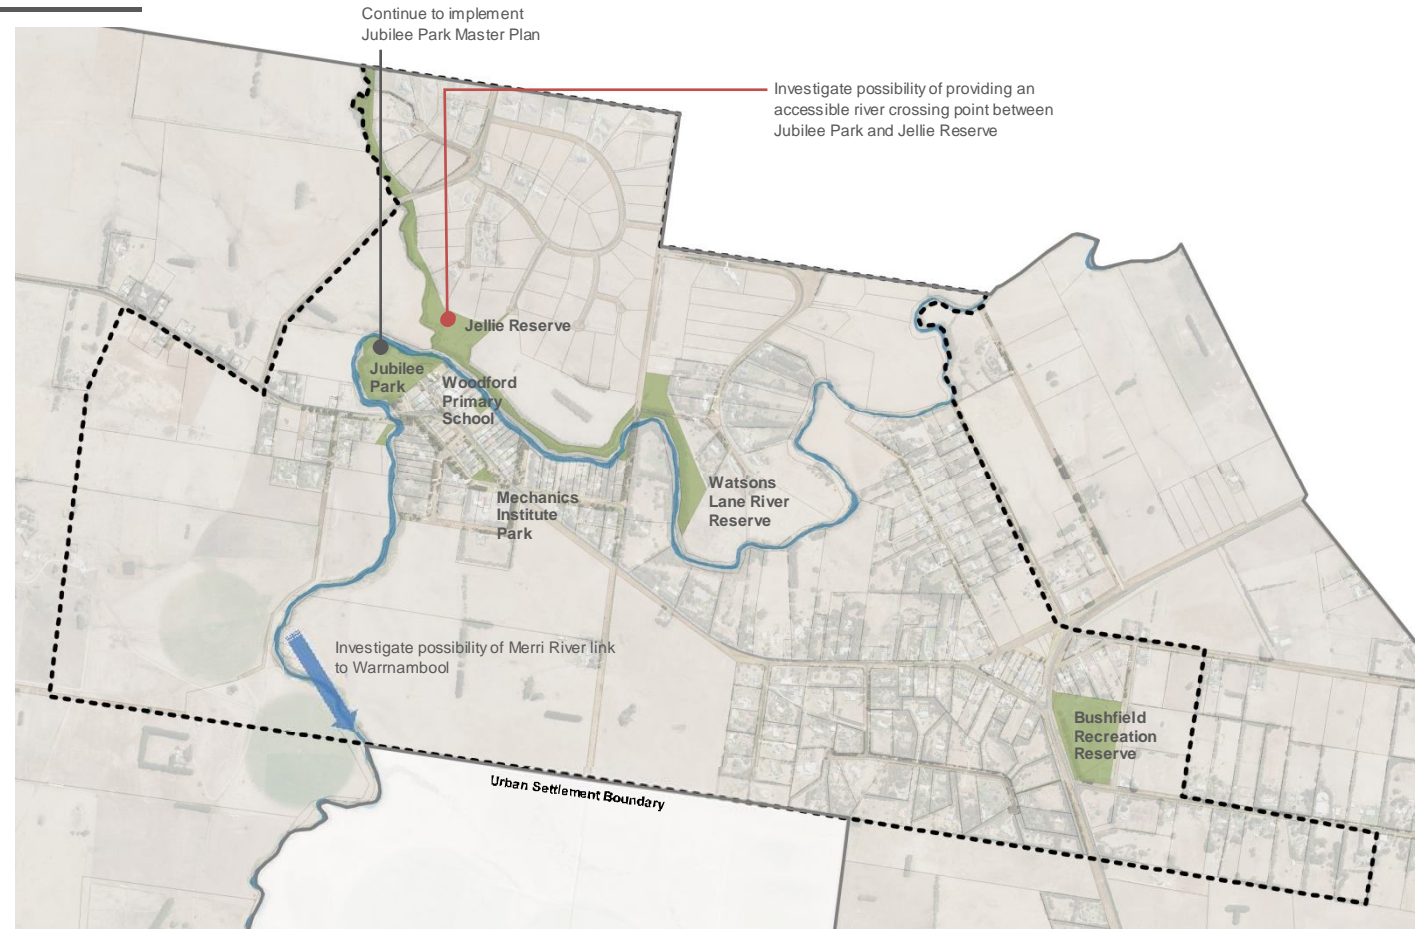 Continue to implement
Jubilee Park Master Plan
Investigate possibility of providing an
accessible river crossing point between
Jubilee Park and Jellie Reserve
Jellie Reserve
Jubilee
Park
Woodford
Primary
School
Mechanics
Institute
Park
Watsons
Lane River
Reserve
Investigate possibility of Merri River link
to Warrnambool
Bushfield
Recreation
Reserve
Urban Settlement Boundary